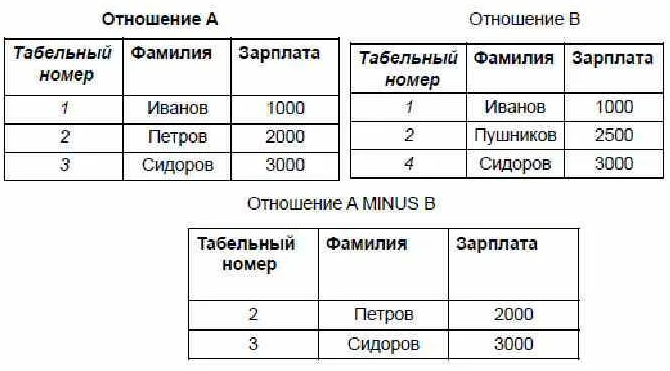 Отношение A
Отношение B
Табельный номер Фамилия Зарплата
1 Иванов 1000
2 Петров 2000
3 Сидоров 3000
Табельный номер Фамилия Зарплата
1 Иванов 1000
2 Пушников 2500
4 Сидоров 3000
Отношение A MINUS B
Табельный номер Фамилия Зарплата
2 Петров 2000
3 Сидоров 3000